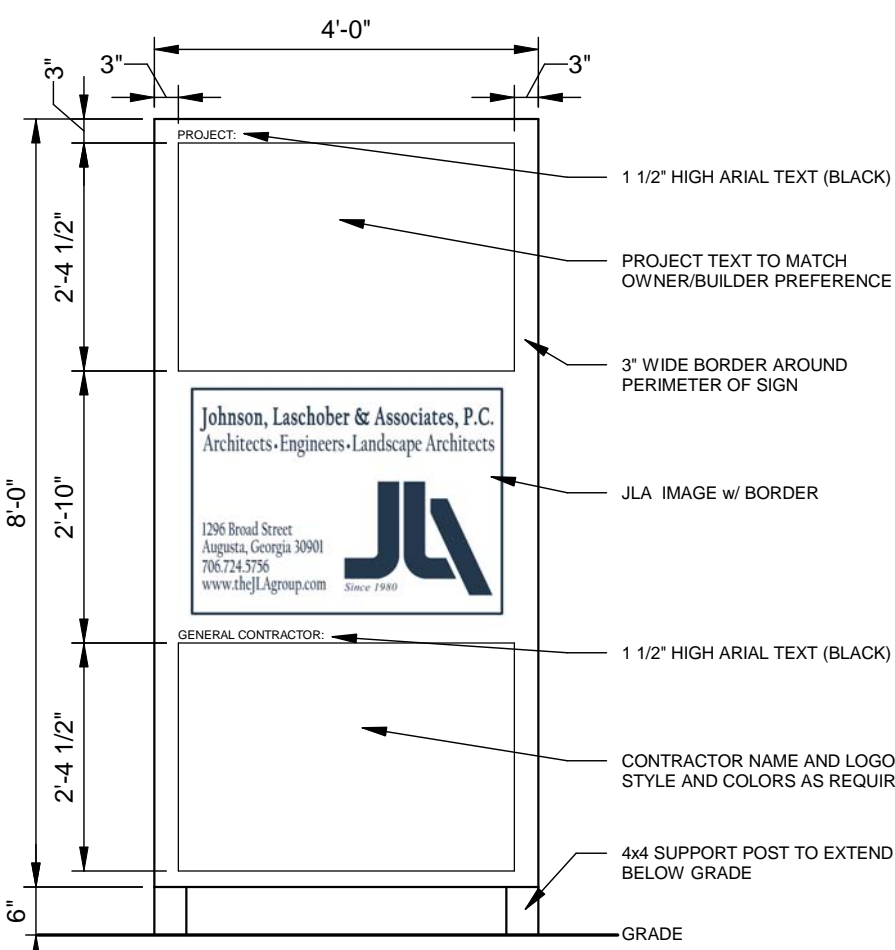 4'-0"
3"
3"
3"
PROJECT:
1 1/2" HIGH ARIAL TEXT (BLACK)
2'-4 1/2"
PROJECT TEXT TO MATCH
OWNER/BUILDER PREFERENCE
3" WIDE BORDER AROUND
PERIMETER OF SIGN
Johnson, Laschober & Associates, P.C.
Architects•Engineers•Landscape Architects
8'-0"
2'-10"
JLA IMAGE w/ BORDER
1296 Broad Street
Augusta, Georgia 30901
706.724.5756
www.theJLAgroup.com
JLA
Since 1980
GENERAL CONTRACTOR:
1 1/2" HIGH ARIAL TEXT (BLACK)
2'-4 1/2"
CONTRACTOR NAME AND LOGO
STYLE AND COLORS AS
4x4 SUPPORT POST TO EXTEND
BELOW GRADE
6"
GRADE